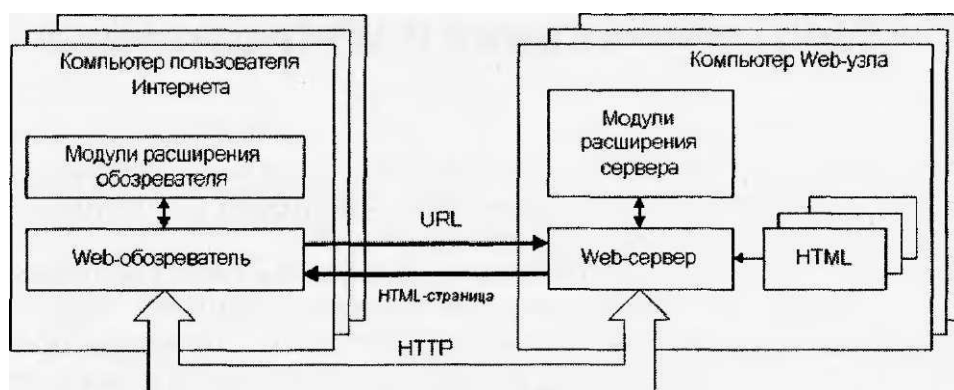 Компьютер пользователя
Интернета
Модули расширения
обозревателя
Web-обозреватель
URL
HTML-страница
HTTP
Компьютер Web-узла
Модули
расширения
сервера
Web-сервер
HTML